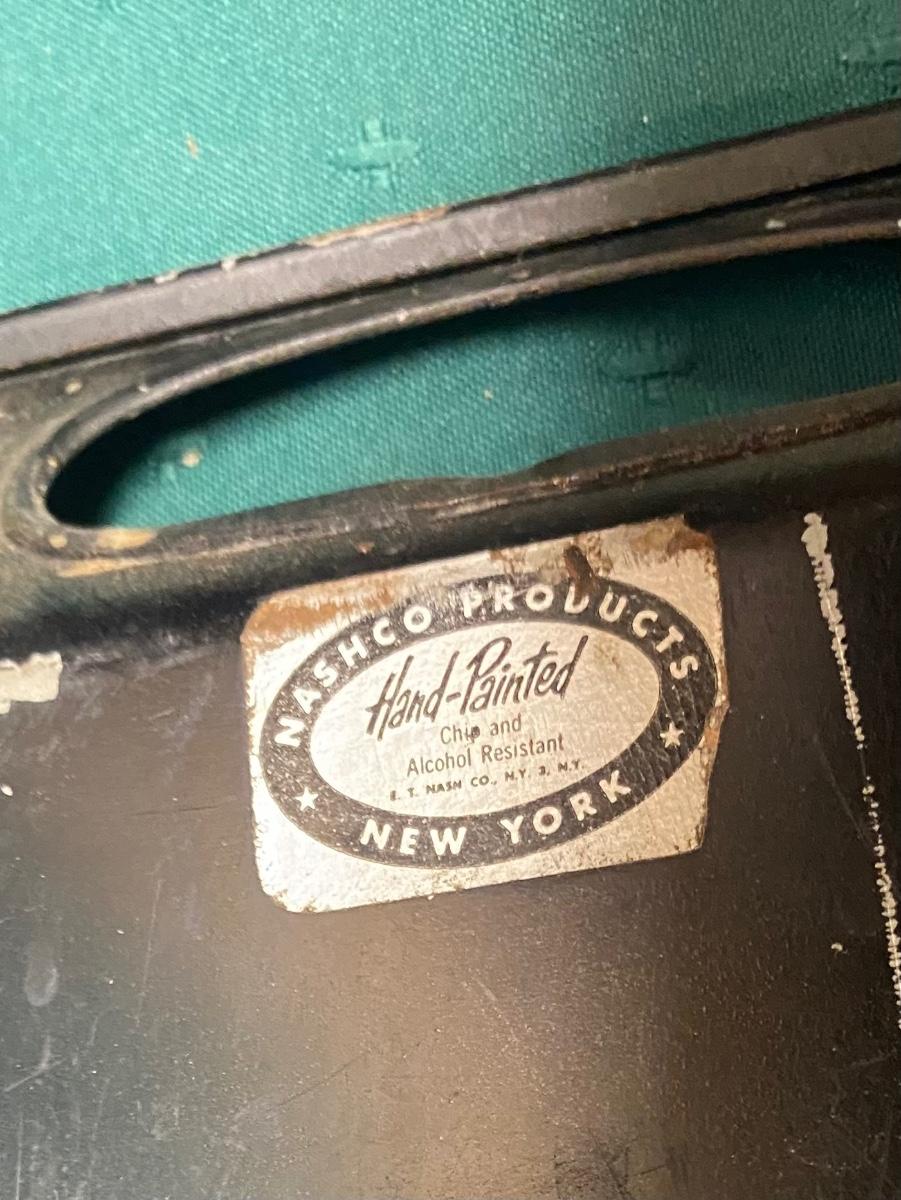 NASHCO PRODUCTS
Hand-Painted
Chip and
Alcohol Resistant
E. T. NASH CO., N.Y. 3, N.Y.
NEW YORK